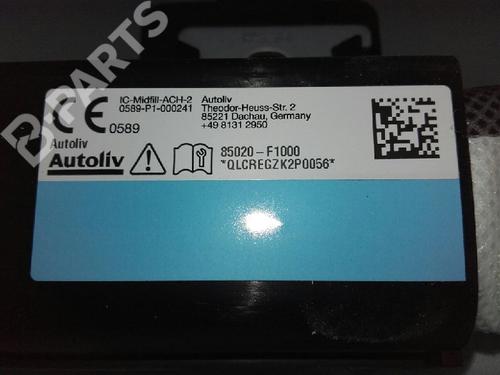 B-PARTS
CE
0589
IC-Midfill-ACH-2
0589-P1-000241
Autoliv
Theodor-Heuss-Str. 2
85221 Dachau, Germany
+49 8131 2950
Autoliv
Autoliv
85020-F1000
*QLCREGZK2P0056*